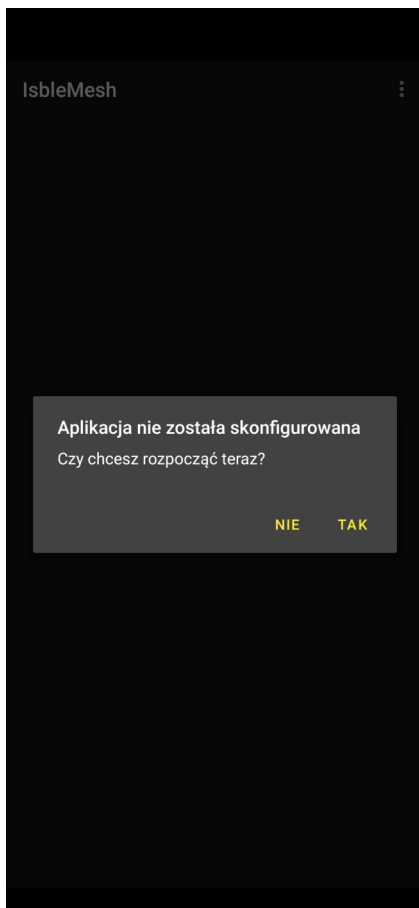 IsbleMesh
Aplikacja nie została skonfigurowana
Czy chcesz rozpocząć teraz?
NIE TAK